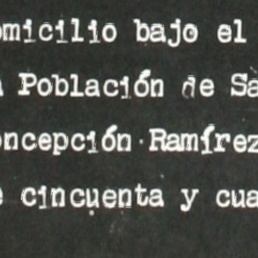 omicilio bajo el
Población de Sa
oncepción Ramírez
e cincuenta y cua